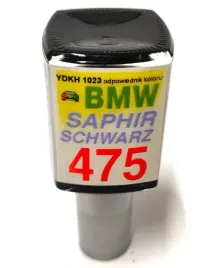 YDKH 1023 odpowiednik koloru
BMW
SAPHIR
SCHWARZ
475